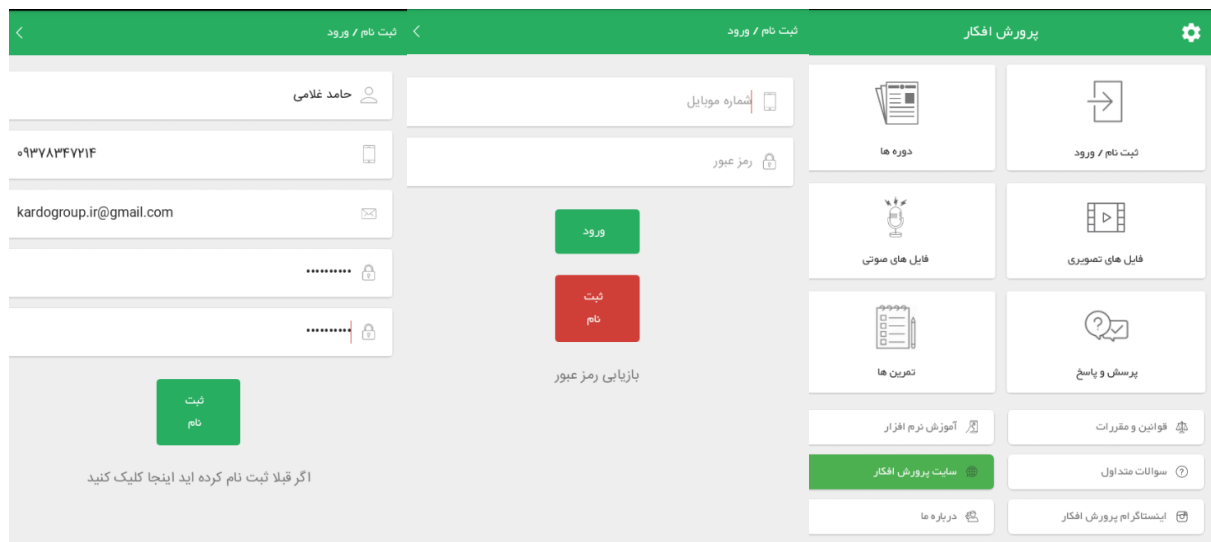 پرورش افکار
ثبت نام / ورود
دوره ها
فایل های تصویری
فایل های صوتی
پرسش و پاسخ
تمرین ها
قوانین و مقررات
آموزش نرم افزار
سوالات متداول
سایت پرورش افکار
اینستاگرام پرورش افکار
درباره ما
ثبت نام / ورود
شماره موبایل
رمز عبور
ورود
ثبت
نام
بازیابی رمز عبور
ثبت نام / ورود
حامد غلامی
۰۹۳۷۸۳۴۷۲۱۴
kardogroup.ir@gmail.com
••••••••••
••••••••••
ثبت
نام
اگر قبلا ثبت نام کرده اید اینجا کلیک کنید